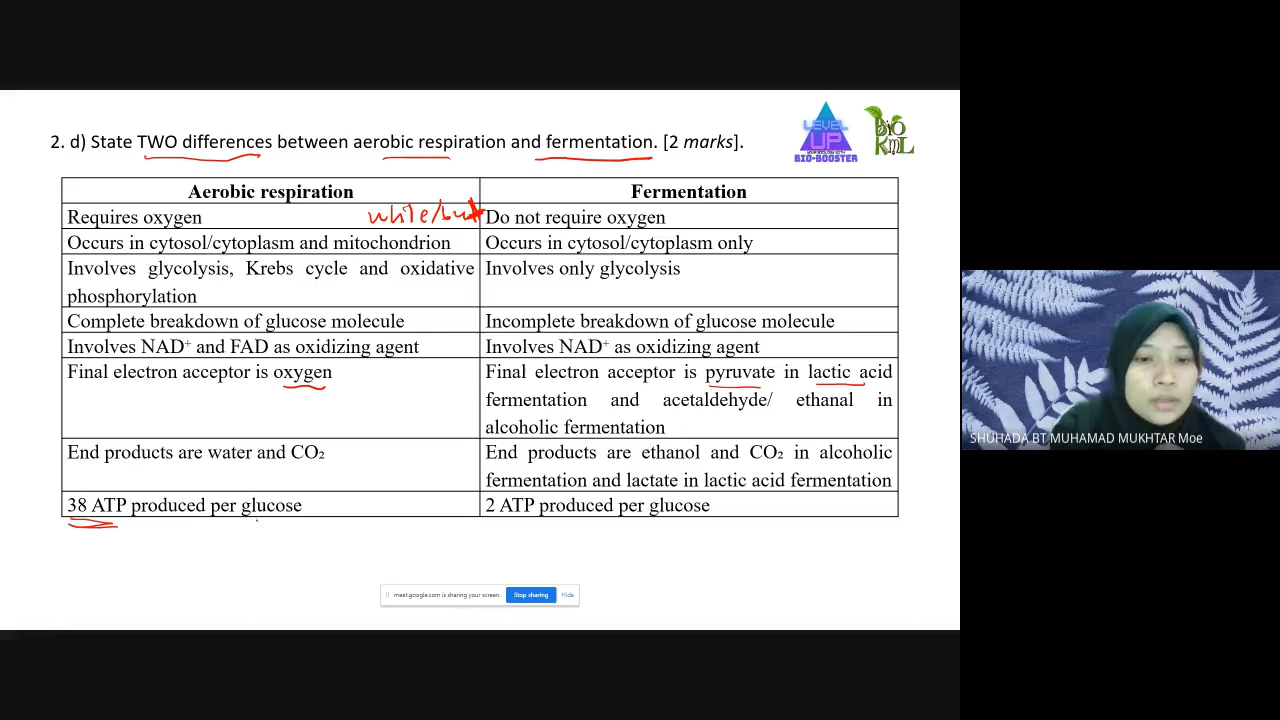 2. d) State TWO differences between aerobic respiration and fermentation. [2 marks].
LEVEL
UP
YOUR BIOLOGY WITH
BIO-BOOSTER
BIO
KML
Aerobic respiration Fermentation
Requires oxygen while/but Do not require oxygen
Occurs in cytosol/cytoplasm and mitochondrion Occurs in cytosol/cytoplasm only
Involves glycolysis, Krebs cycle and oxidative Involves only glycolysis
phosphorylation
Complete breakdown of glucose molecule Incomplete breakdown of glucose molecule
Involves NAD⁺ and FAD as oxidizing agent Involves NAD⁺ as oxidizing agent
Final electron acceptor is oxygen Final electron acceptor is pyruvate in lactic acid
fermentation and acetaldehyde/ ethanal in
alcoholic fermentation
End products are water and CO₂ End products are ethanol and CO₂ in alcoholic
fermentation and lactate in lactic acid fermentation
38 ATP produced per glucose 2 ATP produced per glucose
SHUHADA BT MUHAMAD MUKHTAR Moe
meet.google.com is sharing your screen. Stop sharing Hide